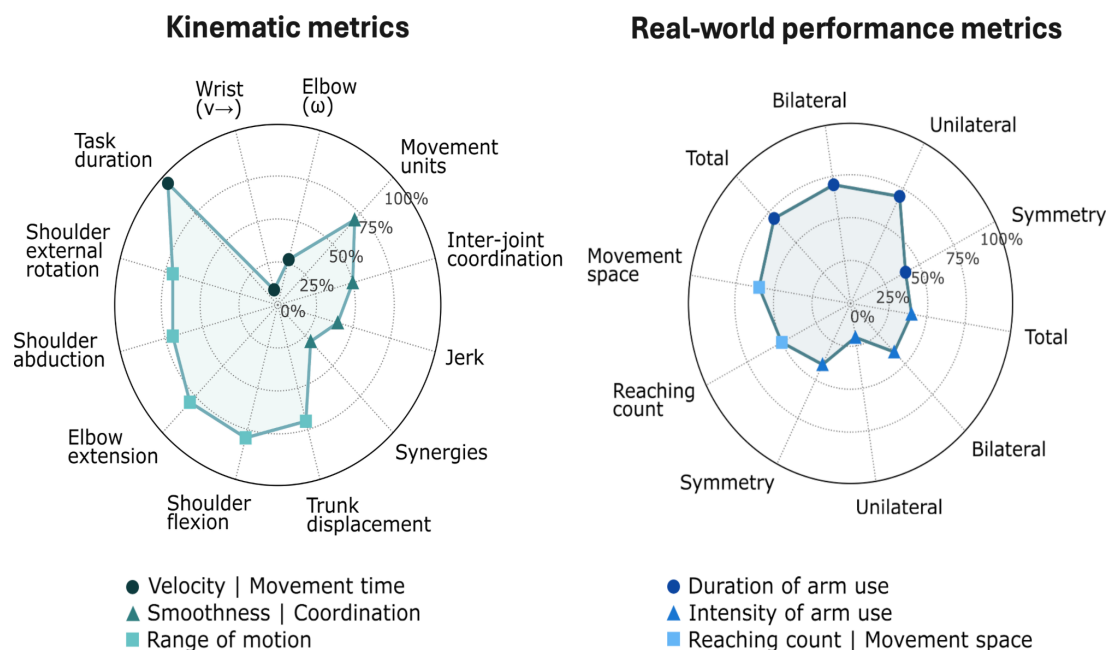 Kinematic metrics
Wrist
(v→)
Elbow
(ω)
Movement
units
Inter-joint
coordination
Jerk
Synergies
Trunk
displacement
Shoulder
flexion
Elbow
extension
Shoulder
abduction
Shoulder
external
rotation
Task
duration
100%
75%
50%
25%
0%
Velocity | Movement time
Smoothness | Coordination
Range of motion
Real-world performance metrics
Bilateral
Unilateral
Symmetry
Total
Bilateral
Unilateral
Symmetry
Reaching
count
Movement
space
Total
100%
75%
50%
25%
0%
Duration of arm use
Intensity of arm use
Reaching count | Movement space